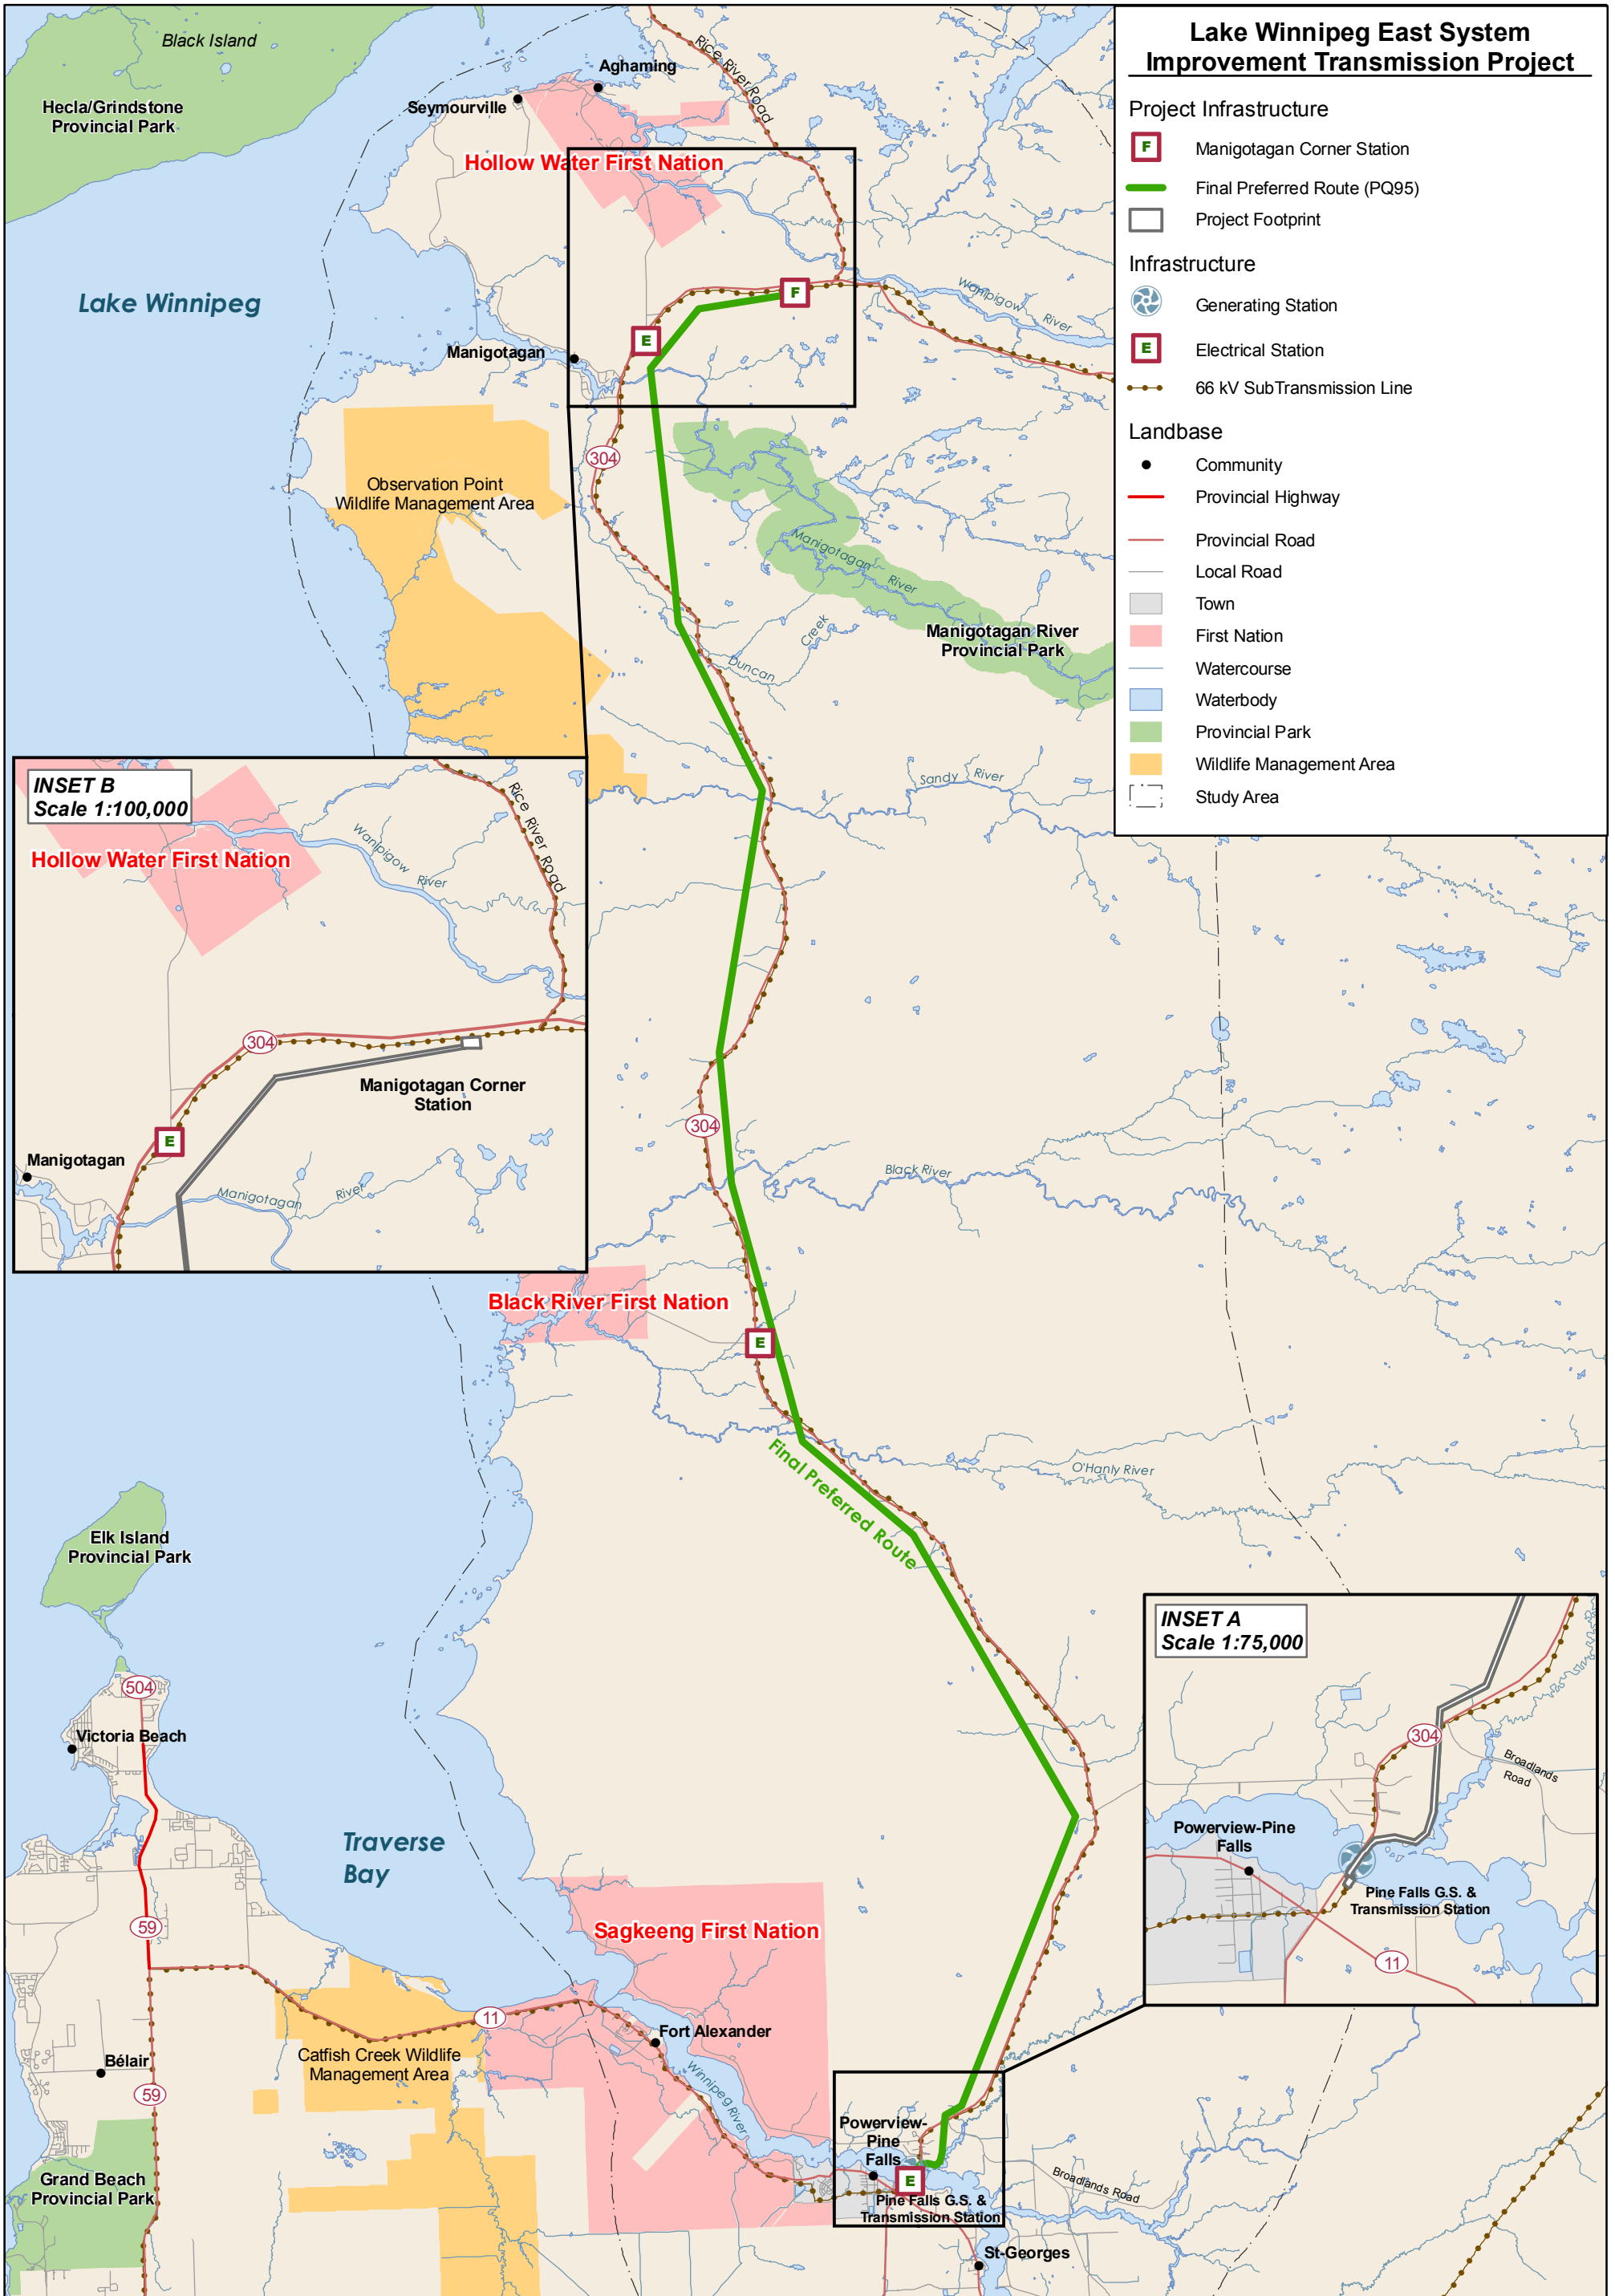 Lake Winnipeg East System
Improvement Transmission Project
Project Infrastructure
F
Manigotagan Corner Station
Final Preferred Route (PQ95)
Project Footprint
Infrastructure
Generating Station
E
Electrical Station
66 kV SubTransmission Line
Landbase
Community
Provincial Highway
Provincial Road
Local Road
Town
First Nation
Watercourse
Waterbody
Provincial Park
Wildlife Management Area
Study Area
Black Island
Hecla/Grindstone
Provincial Park
Aghaming
Seymourville
Rice River Road
Hollow Water First Nation
Lake Winnipeg
F
E
Wanipigow
River
Manigotagan
304
Observation Point
Wildlife Management Area
Manigotagan
River
Manigotagan River
Provincial Park
Duncan
Creek
Sandy River
INSET B
Scale 1:100,000
Hollow Water First Nation
Wanipigow
River
Rice River Road
304
Manigotagan Corner
Station
E
Manigotagan
Manigotagan
River
304
Black River
Black River First Nation
E
Final Preferred Route
O'Hanly River
Elk Island
Provincial Park
504
Victoria Beach
Traverse
Bay
59
Sagkeeng First Nation
11
Fort Alexander
Catfish Creek Wildlife
Management Area
Bélair
59
Winnipeg River
Grand Beach
Provincial Park
Powerview-
Pine
Falls
E
Pine Falls G.S. &
Transmission Station
Broadlands Road
St-Georges
INSET A
Scale 1:75,000
304
Broadlands
Road
Powerview-Pine
Falls
Pine Falls G.S. &
Transmission Station
11